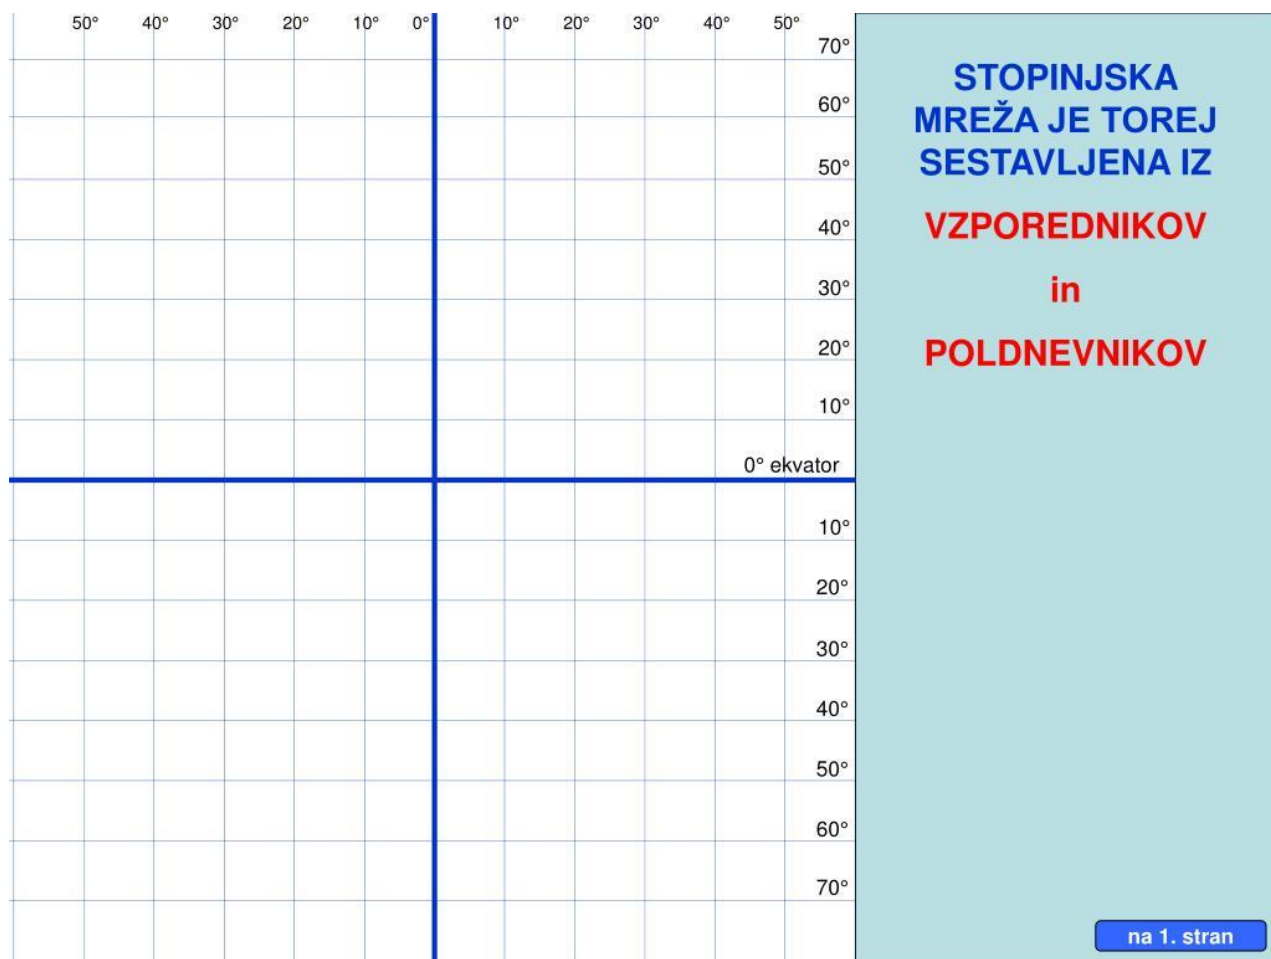 50° 40° 30° 20° 10° 0° 10° 20° 30° 40° 50°
70°
60°
50°
40°
30°
20°
10°
0° ekvator
10°
20°
30°
40°
50°
60°
70°
STOPINJSKA
MREŽA JE TOREJ
SESTAVLJENA IZ
VZPOREDNIKOV
in
POLDNEVNIKOV
na 1. stran